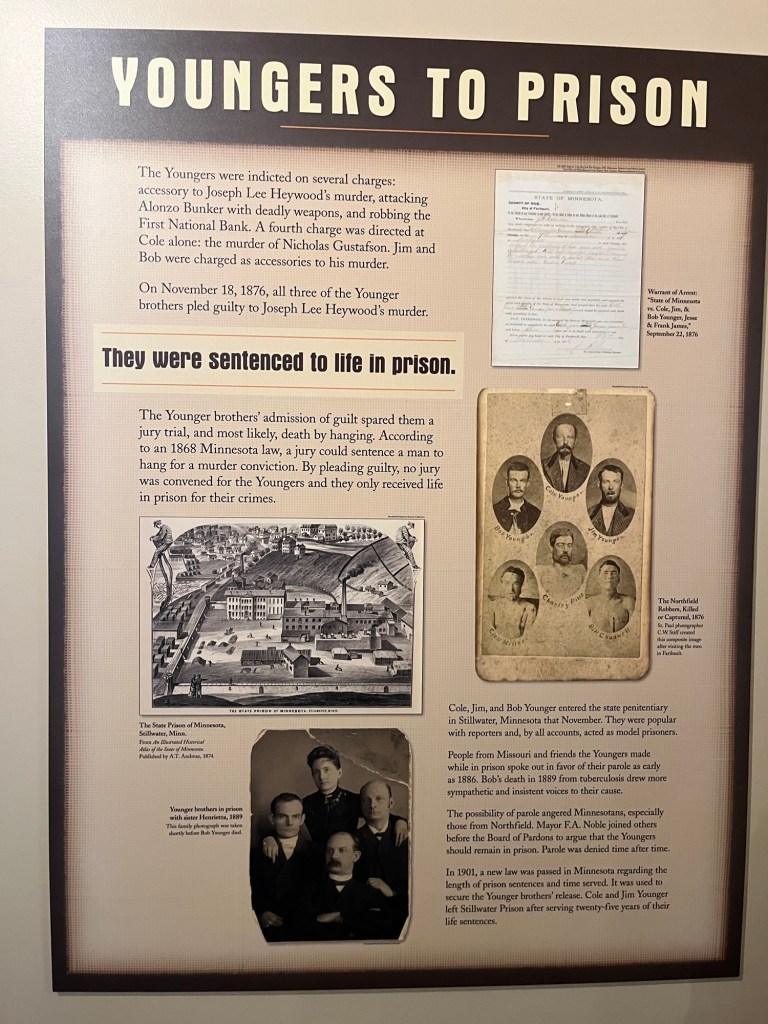 YOUNGERS TO PRISON
The Youngers were indicted on several charges:
accessory to Joseph Lee Heywood's murder, attacking
Alonzo Bunker with deadly weapons, and robbing the
First National Bank. A fourth charge was directed at
Cole alone: the murder of Nicholas Gustafson. Jim and
Bob were charged as accessories to his murder.
On November 18, 1876, all three of the Younger
brothers pled guilty to Joseph Lee Heywood's murder.
They were sentenced to life in prison.
The Younger brothers' admission of guilt spared them a
jury trial, and most likely, death by hanging. According
to an 1868 Minnesota law, a jury could sentence a man to
hang for a murder conviction. By pleading guilty, no jury
was convened for the Youngers and they only received life
in prison for their crimes.
STATE OF MINNESOTA,
COUNTY OF RICE,
City of Faribault.
Warrant of Arrest:
"State of Minnesota
vs. Cole, Jim, &
Bob Younger, Jesse
& Frank James,"
September 22, 1876
Cole Younger
Bob Younger
Jim Younger
Charley Pitts
The Northfield
Robbers, Killed
or Captured, 1876
St. Paul photographer
this composite image
after visiting the men
in Faribault.
THE STATE PRISON OF MINNESOTA, STILLWATER, MINN.
The State Prison of Minnesota,
Stillwater, Minn.
From An Illustrated Historical
Atlas of the State of Minnesota.
Published by A.T. Andreas, 1874.
Younger brothers in prison
with sister Henrietta, 1889
This family photograph was taken
shortly before Bob Younger died.
Cole, Jim, and Bob Younger entered the state penitentiary
in Stillwater, Minnesota that November. They were popular
with reporters and, by all accounts, acted as model prisoners.
People from Missouri and friends the Youngers made
while in prison spoke out in favor of their parole as early
as 1886. Bob's death in 1889 from tuberculosis drew more
sympathetic and insistent voices to their cause.
The possibility of parole angered Minnesotans, especially
those from Northfield. Mayor F.A. Noble joined others
before the Board of Pardons to argue that the Youngers
should remain in prison. Parole was denied time after time.
In 1901, a new law was passed in Minnesota regarding the
length of prison sentences and time served. It was used to
secure the Younger brothers' release. Cole and Jim Younger
left Stillwater Prison after serving twenty-five years of their
life sentences.